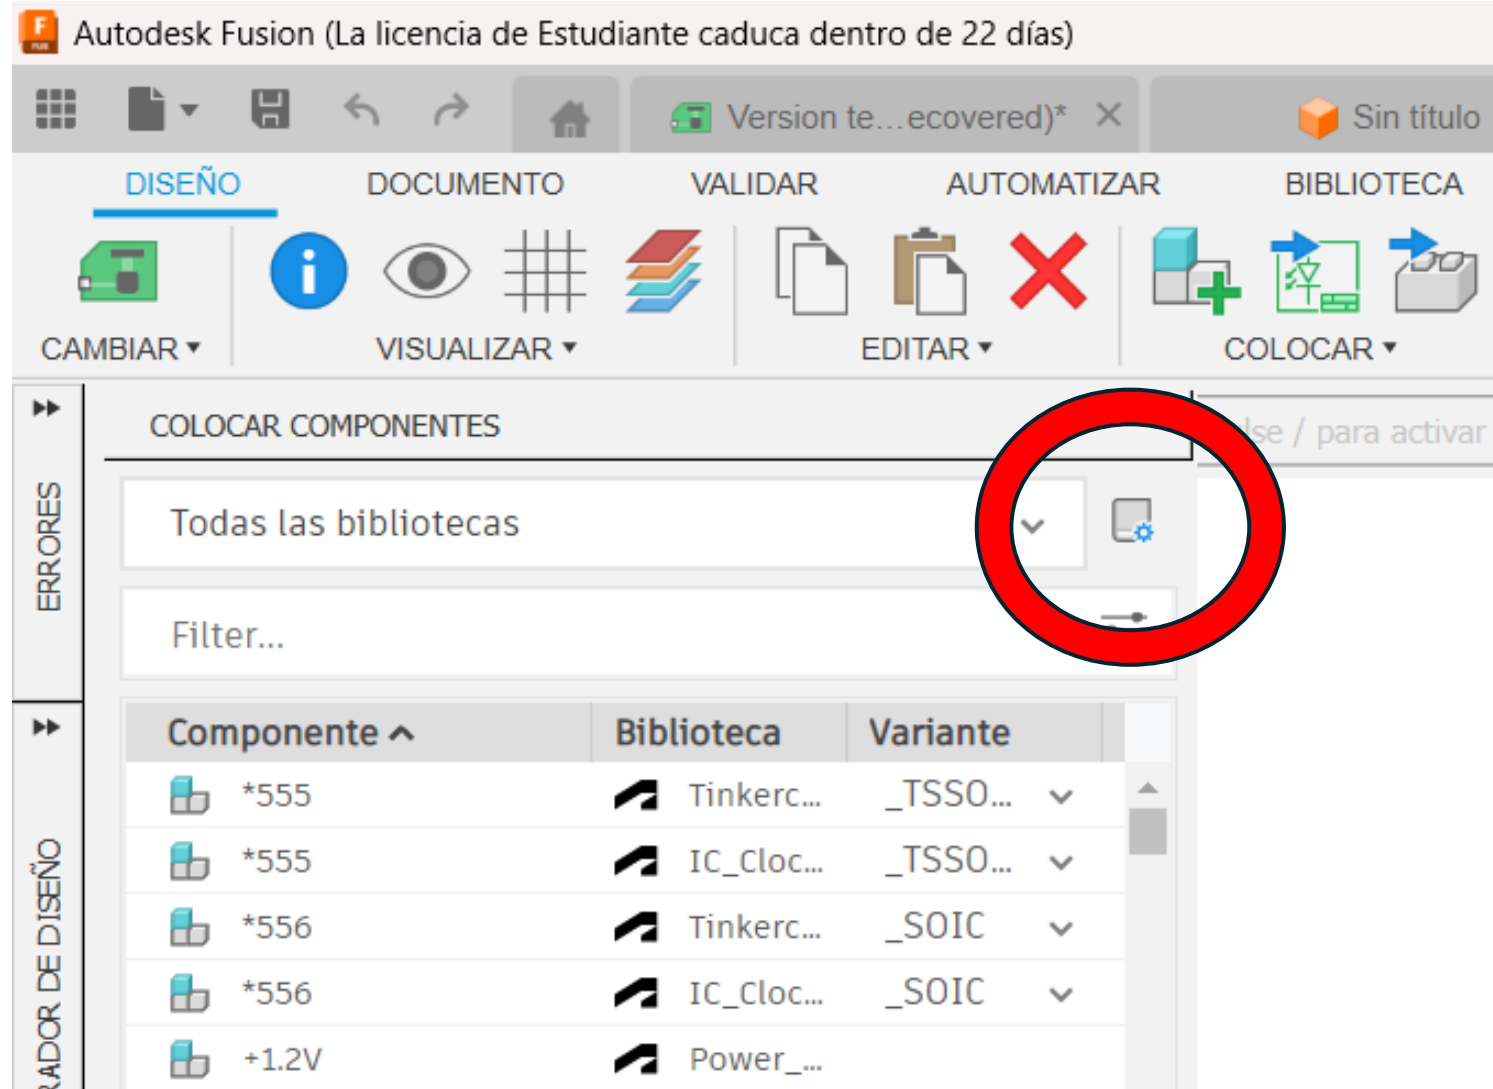 Autodesk Fusion (La licencia de Estudiante caduca dentro de 22 días)
Version te...ecovered)*
Sin título
DISEÑO DOCUMENTO VALIDAR AUTOMATIZAR BIBLIOTECA
CAMBIAR VISUALIZAR EDITAR COLOCAR
COLOCAR COMPONENTES
/ para activar
ERRORES
Todas las bibliotecas
Filter...
Componente Biblioteca Variante
*555 Tinkerc... _TSSO...
*555 IC_Cloc... _TSSO...
*556 Tinkerc... _SOIC
*556 IC_Cloc... _SOIC
+1.2V Power_...
DE DISEÑO